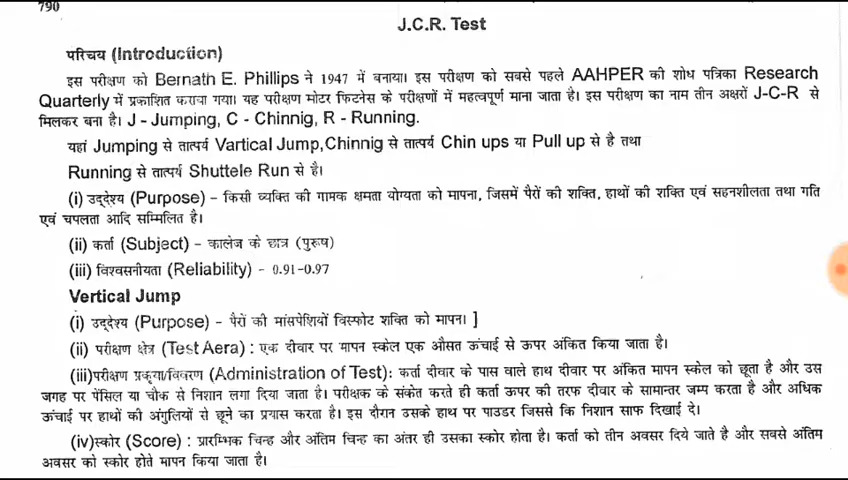 790
J.C.R. Test
परिचय (Introduction)
इस परीक्षण को Bernath E. Phillips ने 1947 में बनाया। इस परीक्षण को सबसे पहले AAHPER की शोध पत्रिका Research
Quarterly में प्रकाशित कराया गया। यह परीक्षण मोटर फिटनेस के परीक्षणों में महत्वपूर्ण माना जाता है। इस परीक्षण का नाम तीन अक्षरों J-C-R से
मिलकर बना है। J - Jumping, C - Chinnig, R - Running.
यहां Jumping से तात्पर्य Vartical Jump,Chinnig से तात्पर्य Chin ups या Pull up से है तथा
Running से तात्पर्य Shuttele Run से है।
(i) उद्देश्य (Purpose) - किसी व्यक्ति की गामक क्षमता योग्यता को मापना, जिसमें पैरों की शक्ति, हाथों की शक्ति एवं सहनशीलता तथा गति
एवं चपलता आदि सम्मिलित है।
(ii) कर्ता (Subject) - कालेज के छात्र (पुरूष)
(iii) विश्वसनीयता (Reliability) - 0.91-0.97
Vertical Jump
(i) उद्देश्य (Purpose) - पैरों की मांसपेशियों विस्फोट शक्ति को मापन। ]
(ii) परीक्षण क्षेत्र (Test Aera) : एक दीवार पर मापन स्केल एक औसत ऊंचाई से ऊपर अंकित किया जाता है।
(iii)परीक्षण प्रकृया/विवरण (Administration of Test): कर्ता दीवार के पास वाले हाथ दीवार पर अंकित मापन स्केल को छूता है और उस
जगह पर पेंसिल या चौक से निशान लगा दिया जाता है। परीक्षक के संकेत करते ही कर्ता ऊपर की तरफ दीवार के सामान्तर जम्प करता है और अधिक
ऊंचाई पर हाथों की अंगुलियों से छूने का प्रयास करता है। इस दौरान उसके हाथ पर पाउडर जिससे कि निशान साफ दिखाई दे।
(iv)स्कोर (Score) : प्रारम्भिक चिन्ह और अंतिम चिन्ह का अंतर ही उसका स्कोर होता है। कर्ता को तीन अवसर दिये जाते है और सबसे अंतिम
अवसर को स्कोर होते मापन किया जाता है।